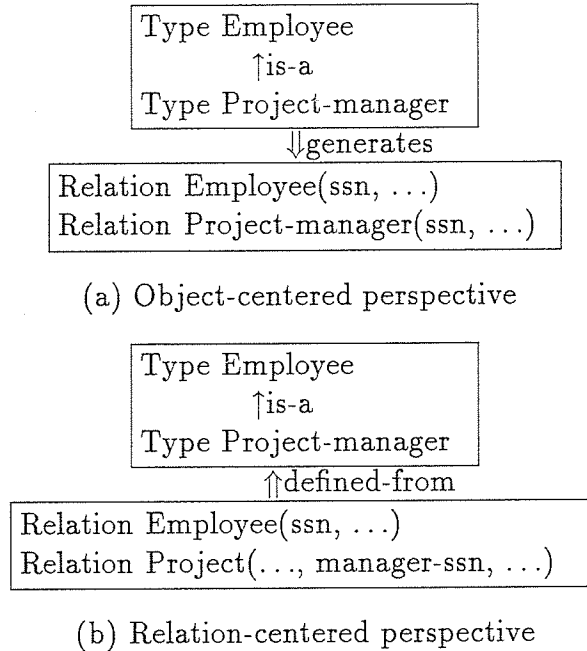 Type Employee
↑is-a
Type Project-manager
⇓generates
Relation Employee(ssn, ...)
Relation Project-manager(ssn, ...)
(a) Object-centered perspective
Type Employee
↑is-a
Type Project-manager
⇑defined-from
Relation Employee(ssn, ...)
Relation Project(..., manager-ssn, ...)
(b) Relation-centered perspective